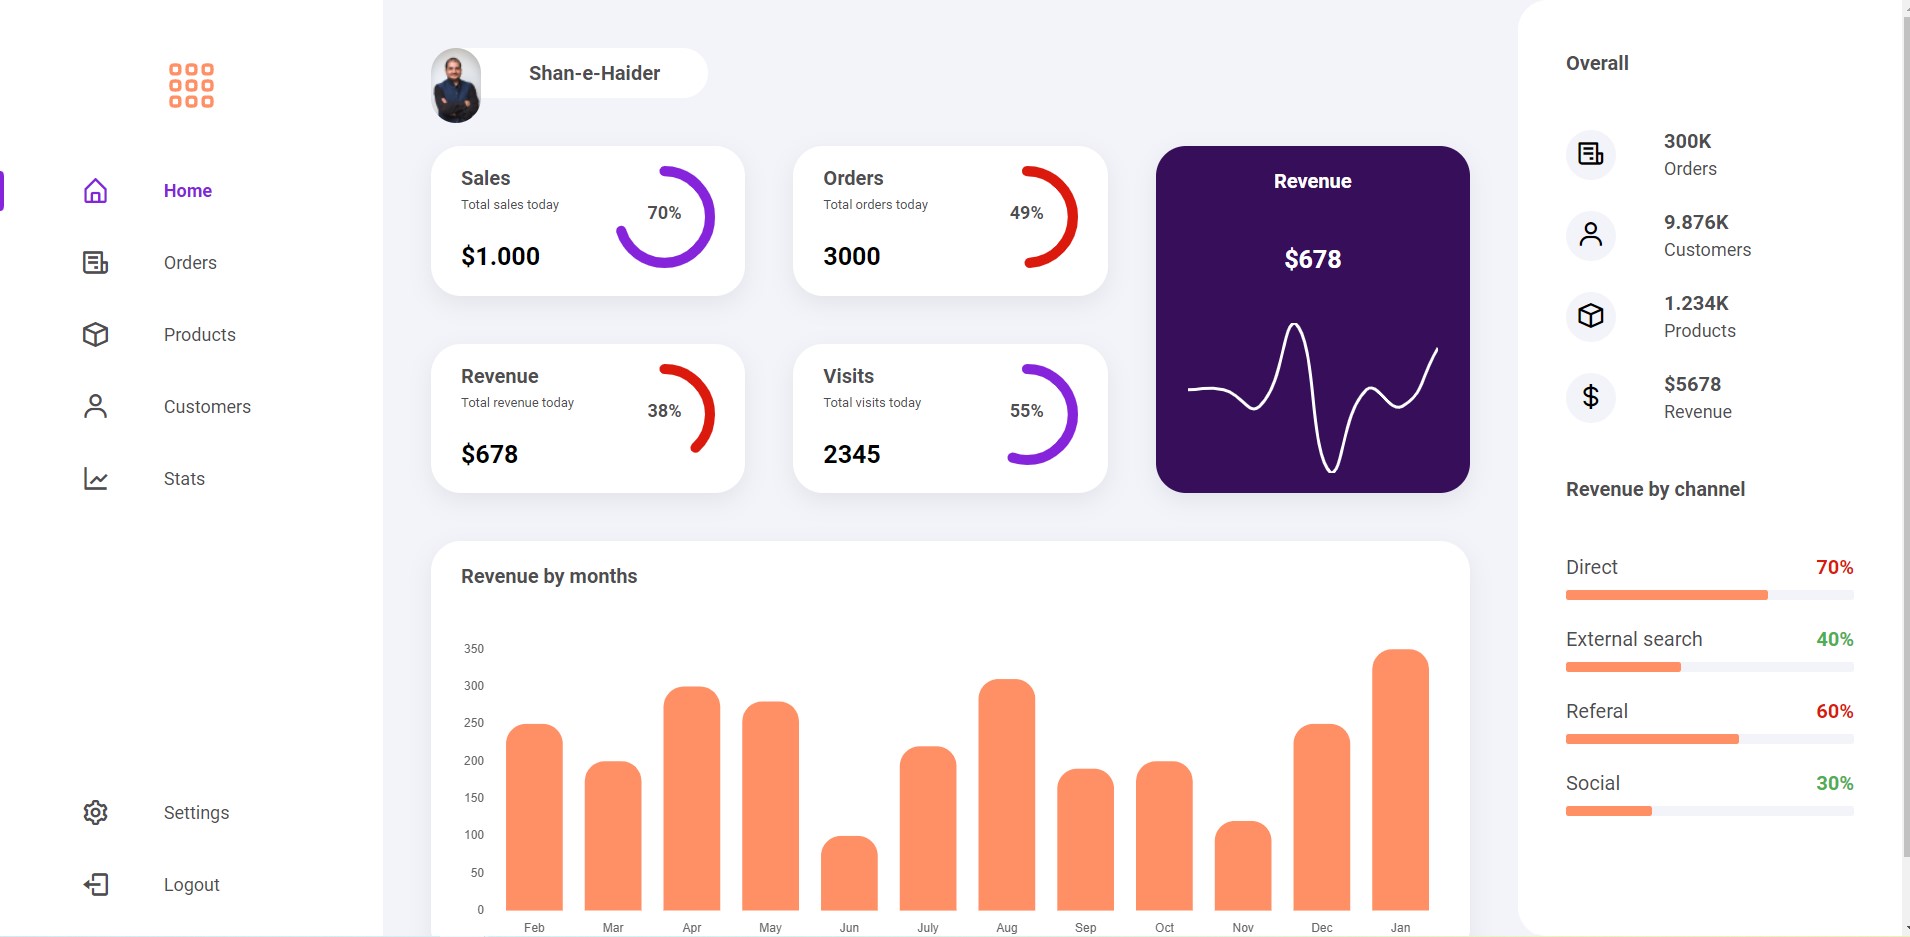 Home
Orders
Products
Customers
Stats
Settings
Logout
Shan-e-Haider
Sales
Total sales today
$1.000
70%
Orders
Total orders today
3000
49%
Revenue
$678
Revenue
Total revenue today
$678
38%
Visits
Total visits today
2345
55%
Revenue by months
350
300
250
200
150
100
50
0
Feb Mar Apr May Jun July Aug Sep Oct Nov Dec Jan
Overall
300K
Orders
9.876K
Customers
1.234K
Products
$5678
Revenue
Revenue by channel
Direct 70%
External search 40%
Referal 60%
Social 30%